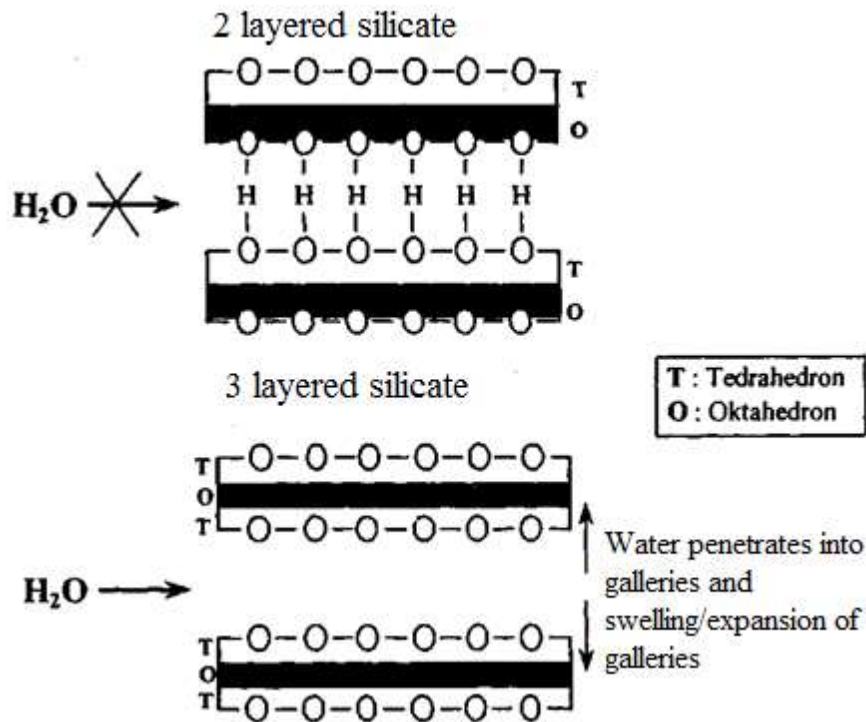 2 layered silicate
O O O O O O
T
O
O O O O O O
H₂O
H H H H H H
O O O O O O
T
O
O O O O O O
3 layered silicate
T : Tedrahedron
O : Oktahedron
T O O O O O O
O
T O O O O O O
Water penetrates into
galleries and
swelling/expansion of
galleries
H₂O
T O O O O O O
O
T O O O O O O